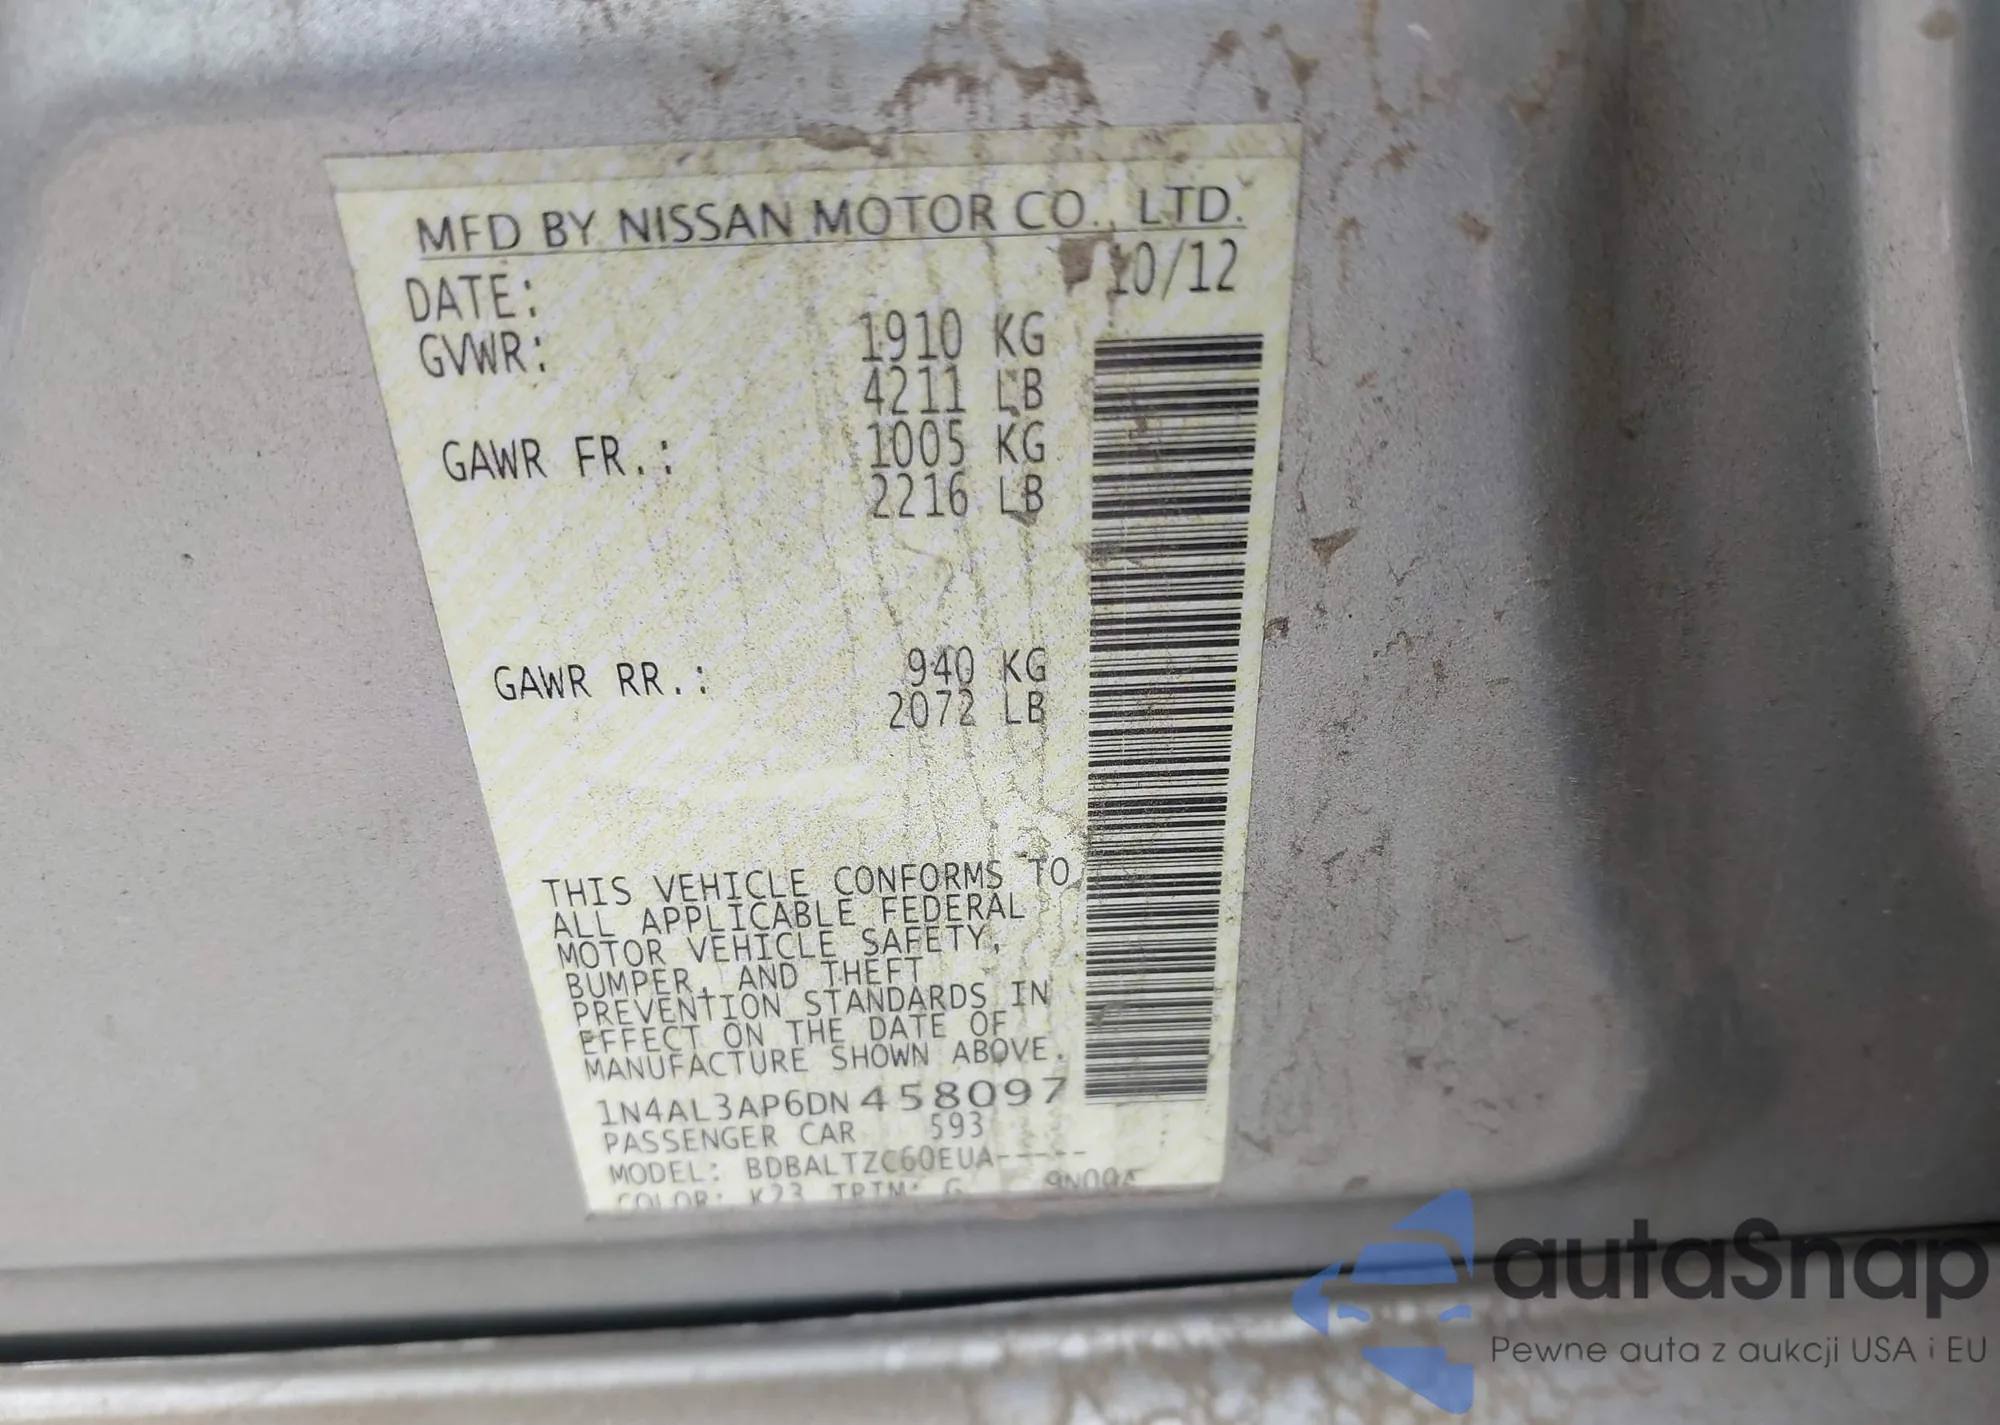 MFD BY NISSAN MOTOR CO., LTD.
DATE: 10/12
GVWR: 1910 KG
4211 LB
GAWR FR.: 1005 KG
2216 LB
GAWR RR.: 940 KG
2072 LB
THIS VEHICLE CONFORMS TO
ALL APPLICABLE FEDERAL
MOTOR VEHICLE SAFETY,
BUMPER, AND THEFT
PREVENTION STANDARDS IN
EFFECT ON THE DATE OF
MANUFACTURE SHOWN ABOVE.
1N4AL3AP6DN458097
PASSENGER CAR 593
MODEL: BDBALTZC60EUA-----
COLOR: K23 TRIM: G
autaSnap
Pewne auta z aukcji USA i EU